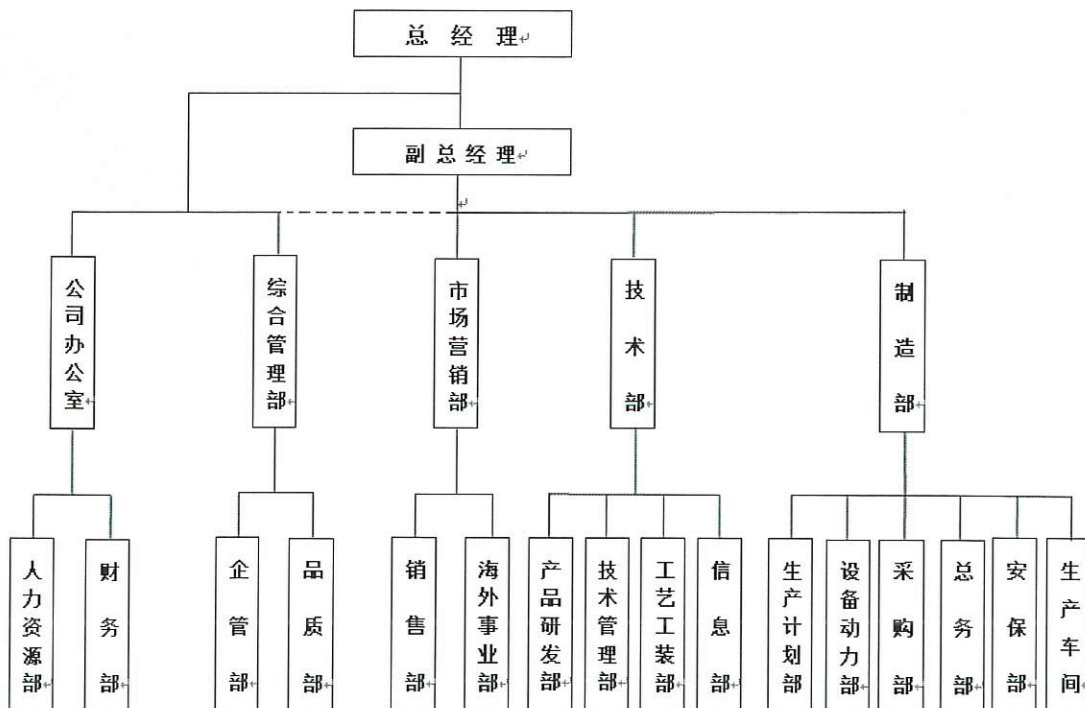 总经理
副总经理
公司办公室
综合管理部
市场营销部
技术部
制造部
人力资源部
财务部
企管部
品质部
销售部
海外事业部
产品研发部
技术管理部
工艺工装部
信息部
生产计划部
设备动力部
采购部
总务部
安保部
生产车间